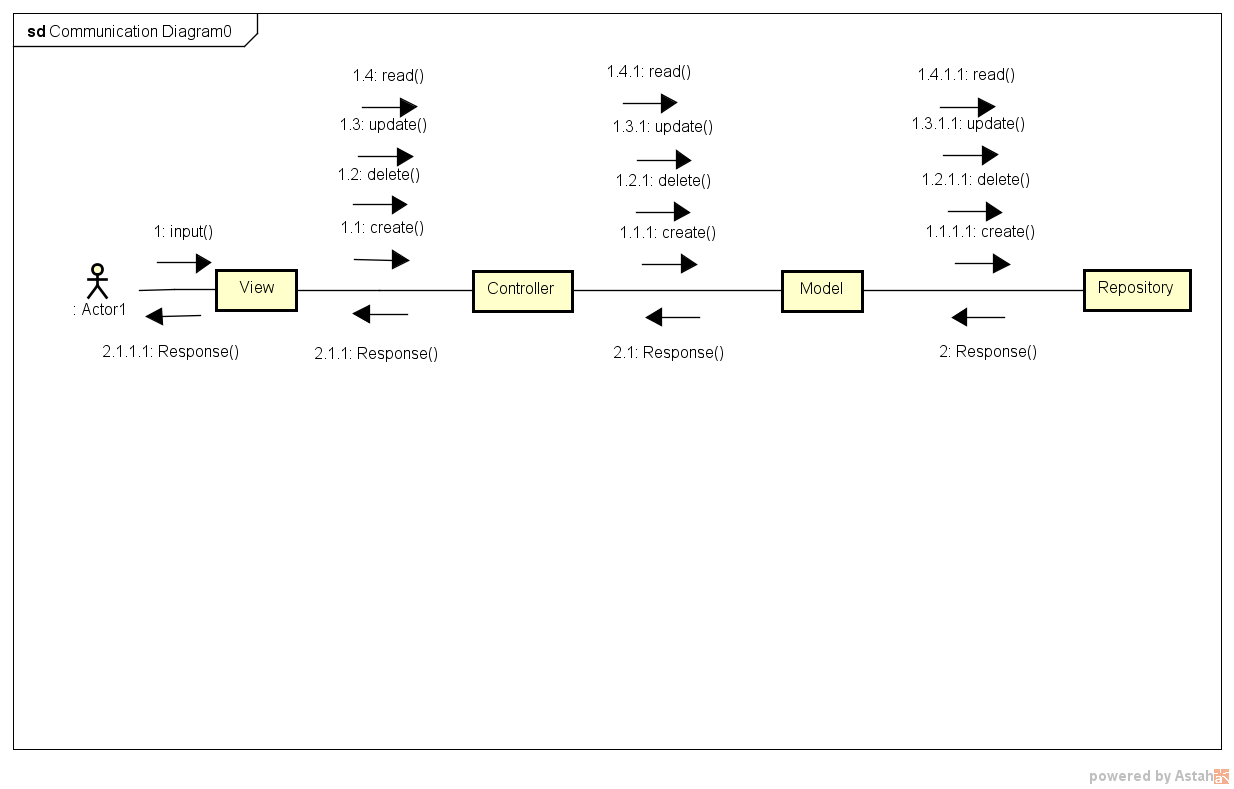 sd Communication Diagram0
1.4: read()
1.4.1: read()
1.4.1.1: read()
1.3: update()
1.3.1: update()
1.3.1.1: update()
1.2: delete()
1.2.1: delete()
1.2.1.1: delete()
1: input()
1.1: create()
1.1.1: create()
1.1.1.1: create()
View
Controller
Model
Repository
: Actor1
2.1.1.1: Response()
2.1.1: Response()
2.1: Response()
2: Response()
powered by Astah